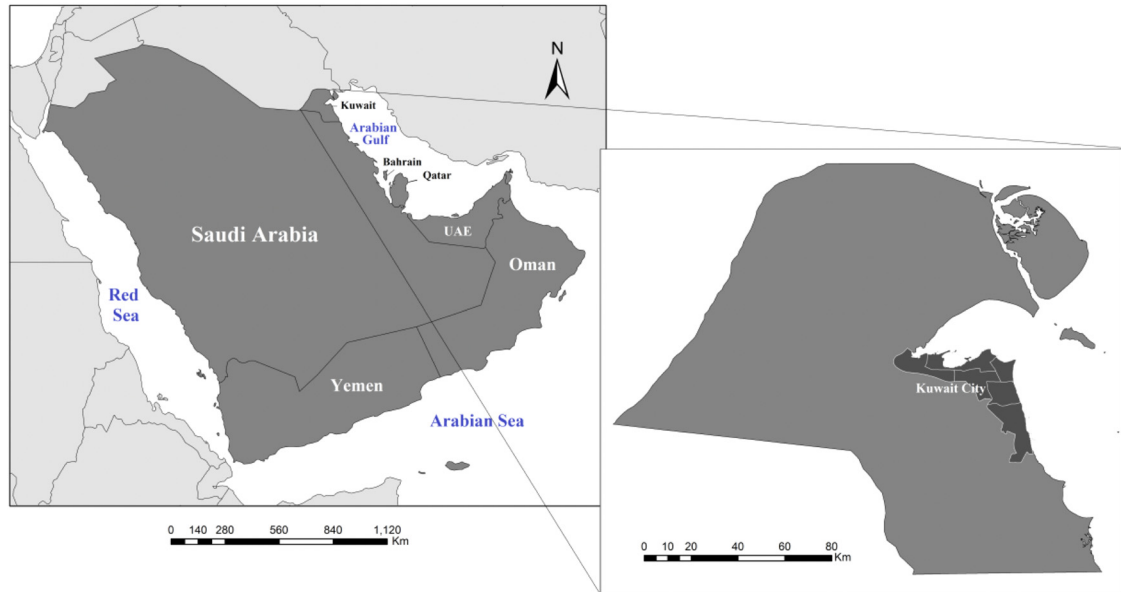 N
Kuwait
Arabian
Gulf
Bahrain
Qatar
Saudi Arabia
UAE
Oman
Red
Sea
Yemen
Arabian Sea
0 140 280 560 840 1,120
Km
Kuwait City
0 10 20 40 60 80
Km